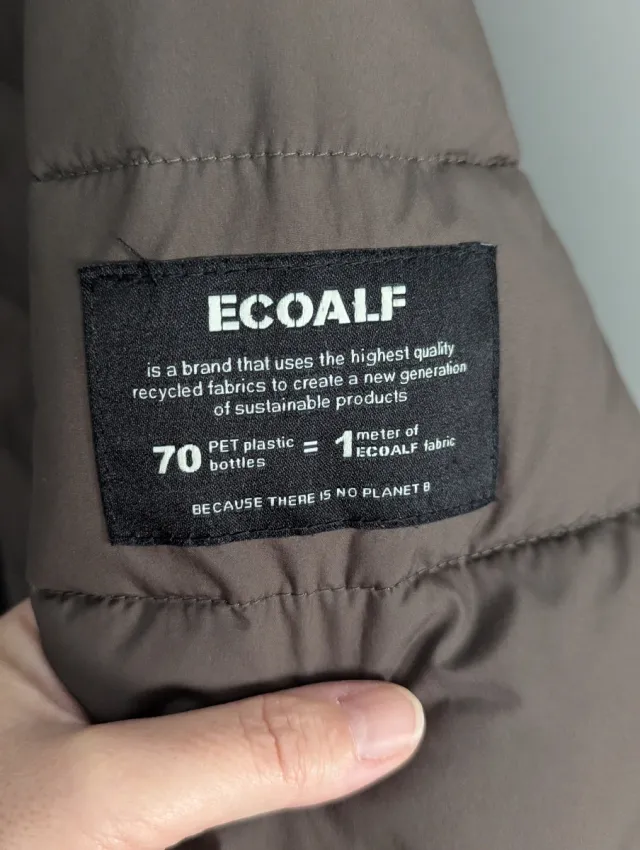 ECOALF
is a brand that uses the highest quality
recycled fabrics to create a new generation
of sustainable products
70 PET plastic bottles = 1 meter of ECOALF fabric
BECAUSE THERE IS NO PLANET B